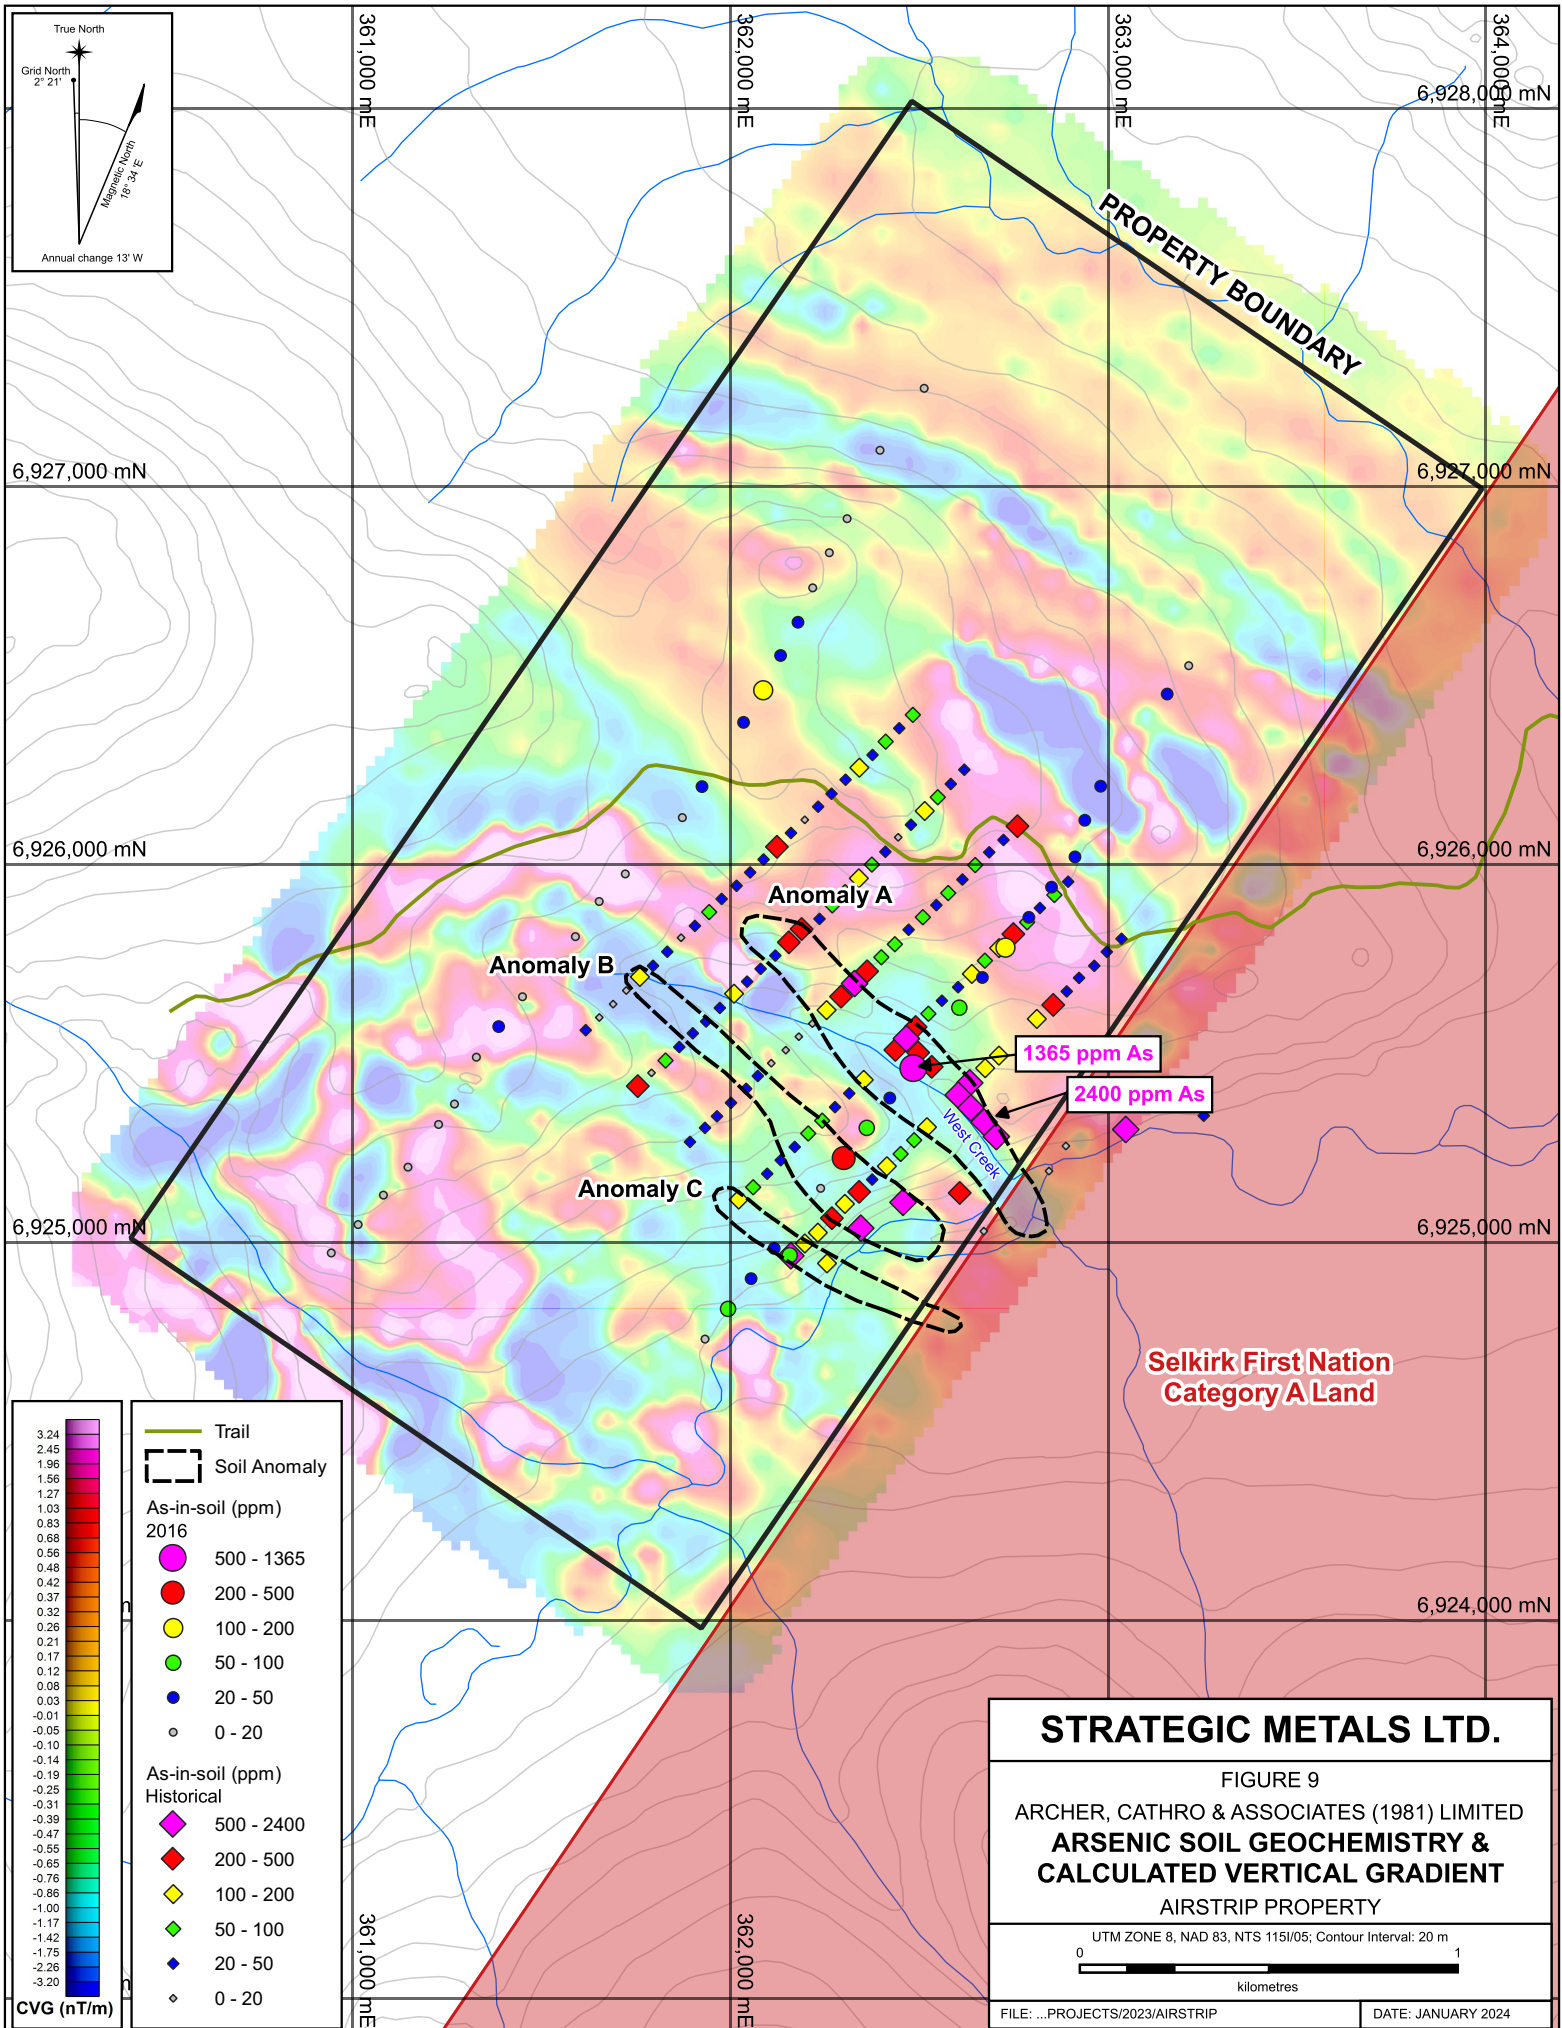 True North
Grid North
2° 21'
Magnetic North
18° 34 'E
Annual change 13' W
361,000 mE
362,000 mE
363,000 mE
364,000 mE
6,928,000 mN
PROPERTY BOUNDARY
6,927,000 mN
6,927,000 mN
6,926,000 mN
6,926,000 mN
Anomaly A
Anomaly B
1365 ppm As
2400 ppm As
West Creek
Anomaly C
6,925,000 mN
6,925,000 mN
Selkirk First Nation
Category A Land
6,924,000 mN
3.24
2.45
1.96
1.56
1.27
1.03
0.83
0.68
0.56
0.48
0.42
0.37
0.32
0.26
0.21
0.17
0.12
0.08
0.03
-0.01
-0.05
-0.10
-0.14
-0.19
-0.25
-0.31
-0.39
-0.47
-0.55
-0.65
-0.76
-0.86
-1.00
-1.17
-1.42
-1.75
-2.26
-3.20
CVG (nT/m)
Trail
Soil Anomaly
As-in-soil (ppm)
2016
500 - 1365
200 - 500
100 - 200
50 - 100
20 - 50
0 - 20
As-in-soil (ppm)
Historical
500 - 2400
200 - 500
100 - 200
50 - 100
20 - 50
0 - 20
361,000 mE
362,000 mE
STRATEGIC METALS LTD.
FIGURE 9
ARCHER, CATHRO & ASSOCIATES (1981) LIMITED
ARSENIC SOIL GEOCHEMISTRY &
CALCULATED VERTICAL GRADIENT
AIRSTRIP PROPERTY
UTM ZONE 8, NAD 83, NTS 115I/05; Contour Interval: 20 m
0 1
kilometres
FILE: ...PROJECTS/2023/AIRSTRIP
DATE: JANUARY 2024